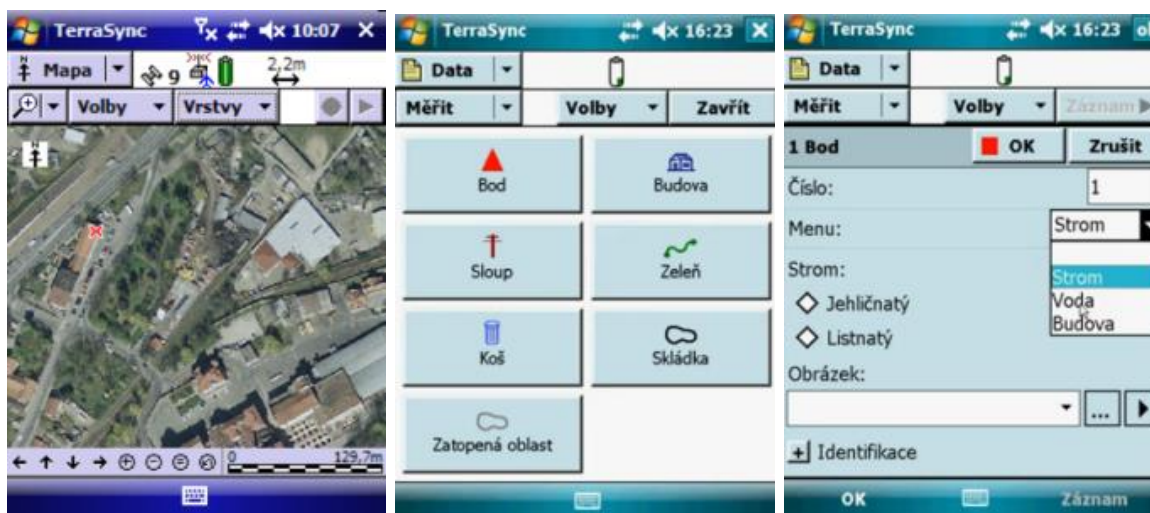 TerraSync 10:07
Mapa 9 2,2m
Volby Vrstvy
0 129,7m
TerraSync 16:23
Data
Měřit Volby Zavřít
Bod Budova
Sloup Zeleň
Koš Skládka
Zatopená oblast
TerraSync 16:23 ok
Data
Měřit Volby Záznam
1 Bod OK Zrušit
Číslo: 1
Menu: Strom
Strom
Voda
Budova
Strom:
Jehličnatý
Listnatý
Obrázek:
...
+ Identifikace
OK Záznam